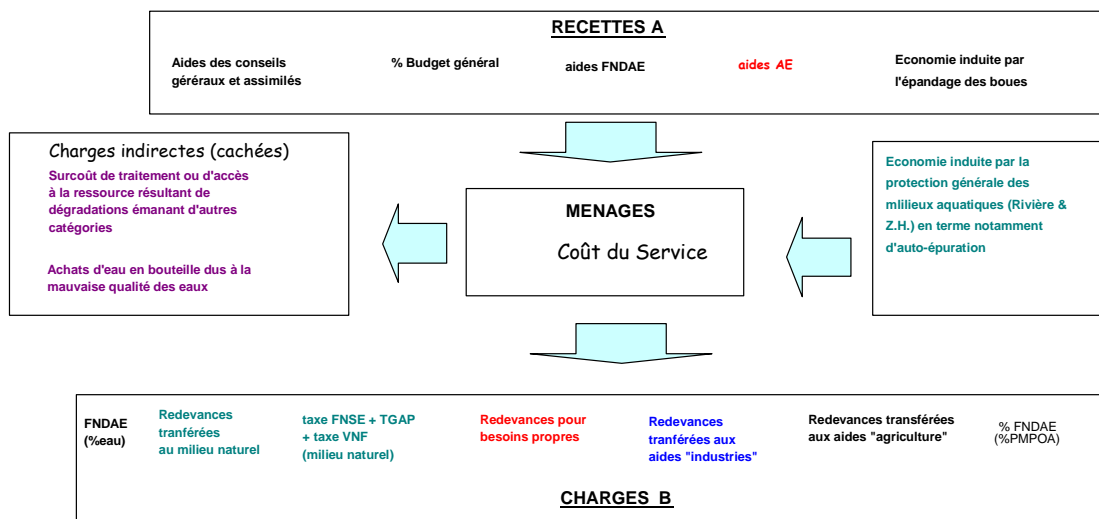 RECETTES A
Aides des conseils
géréraux et assimilés
% Budget général
aides FNDAE
aides AE
Economie induite par
l'épandage des boues
Charges indirectes (cachées)
Surcoût de traitement ou d'accès
à la ressource résultant de
dégradations émanant d'autres
catégories
Achats d'eau en bouteille dus à la
mauvaise qualité des eaux
MENAGES
Coût du Service
Economie induite par la
protection générale des
mlilieux aquatiques (Rivière &
Z.H.) en terme notamment
d'auto-épuration
FNDAE
(%eau)
Redevances
tranférées
au milieu naturel
taxe FNSE + TGAP
+ taxe VNF
(milieu naturel)
Redevances pour
besoins propres
Redevances
tranférées aux
aides "industries"
Redevances transférées
aux aides "agriculture"
% FNDAE
(%PMPOA)
CHARGES B